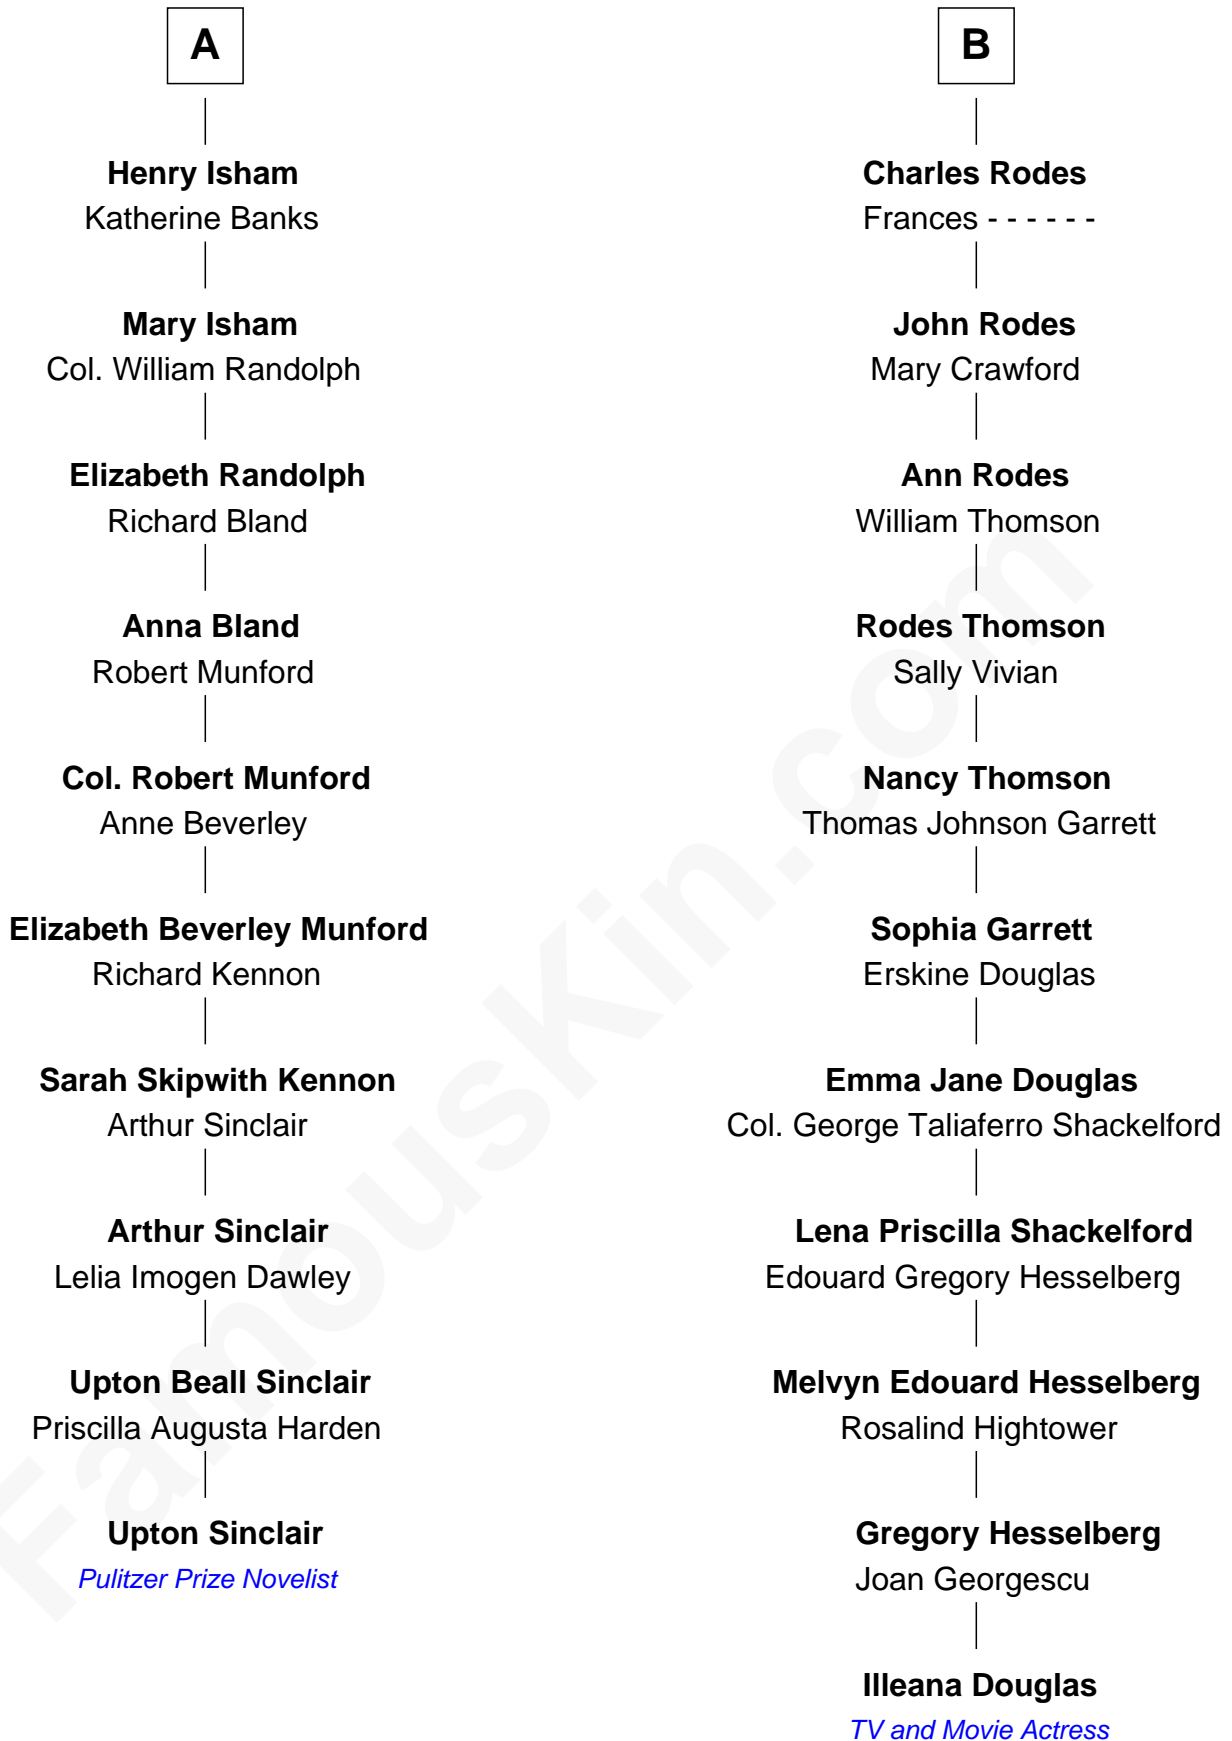 A
Henry Isham
Katherine Banks
Mary Isham
Col. William Randolph
Elizabeth Randolph
Richard Bland
Anna Bland
Robert Munford
Col. Robert Munford
Anne Beverley
Elizabeth Beverley Munford
Richard Kennon
Sarah Skipwith Kennon
Arthur Sinclair
Arthur Sinclair
Lelia Imogen Dawley
Upton Beall Sinclair
Priscilla Augusta Harden
Upton Sinclair
Pulitzer Prize Novelist
B
Charles Rodes
Frances - - - - - -
John Rodes
Mary Crawford
Ann Rodes
William Thomson
Rodes Thomson
Sally Vivian
Nancy Thomson
Thomas Johnson Garrett
Sophia Garrett
Erskine Douglas
Emma Jane Douglas
Col. George Taliaferro Shackelford
Lena Priscilla Shackelford
Edouard Gregory Hesselberg
Melvyn Edouard Hesselberg
Rosalind Hightower
Gregory Hesselberg
Joan Georgescu
Illeana Douglas
TV and Movie Actress
FamousKin.com